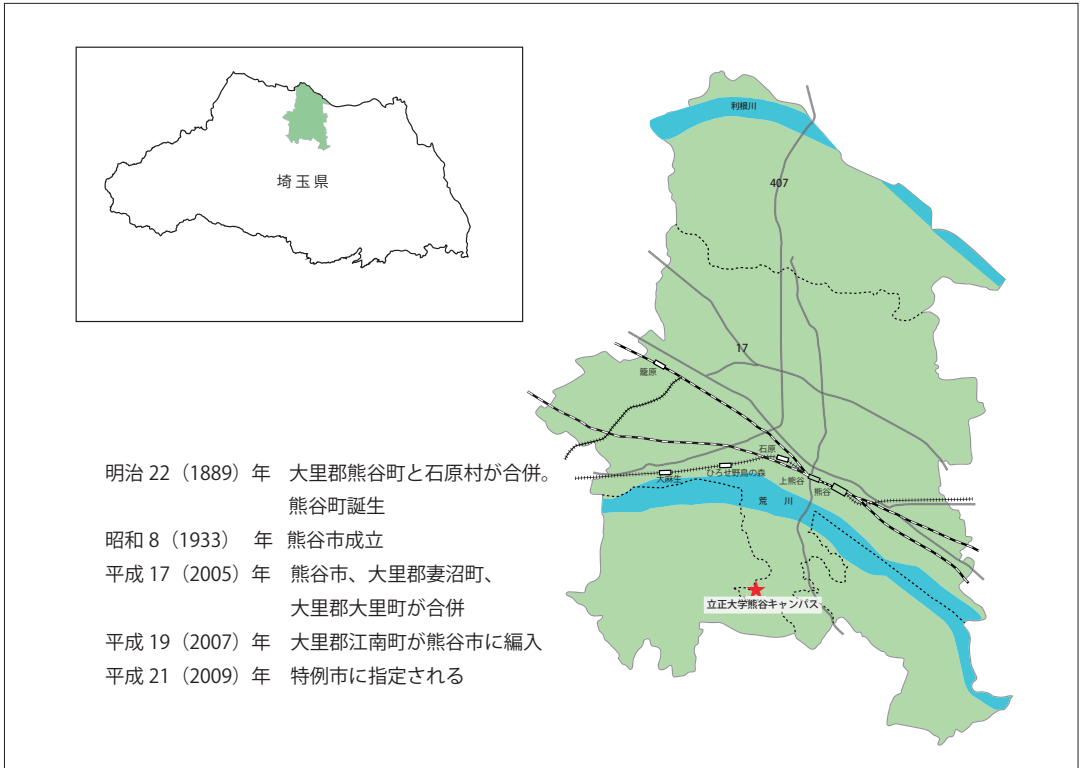 埼玉県
利根川
407
17
籠原
石原
ひろせ野鳥の森
大麻生
上熊谷
熊谷
荒 川
立正大学熊谷キャンパス
明治 22（1889）年 大里郡熊谷町と石原村が合併。
熊谷町誕生
昭和 8（1933） 年 熊谷市成立
平成 17（2005）年 熊谷市、大里郡妻沼町、
大里郡大里町が合併
平成 19（2007）年 大里郡江南町が熊谷市に編入
平成 21（2009）年 特例市に指定される